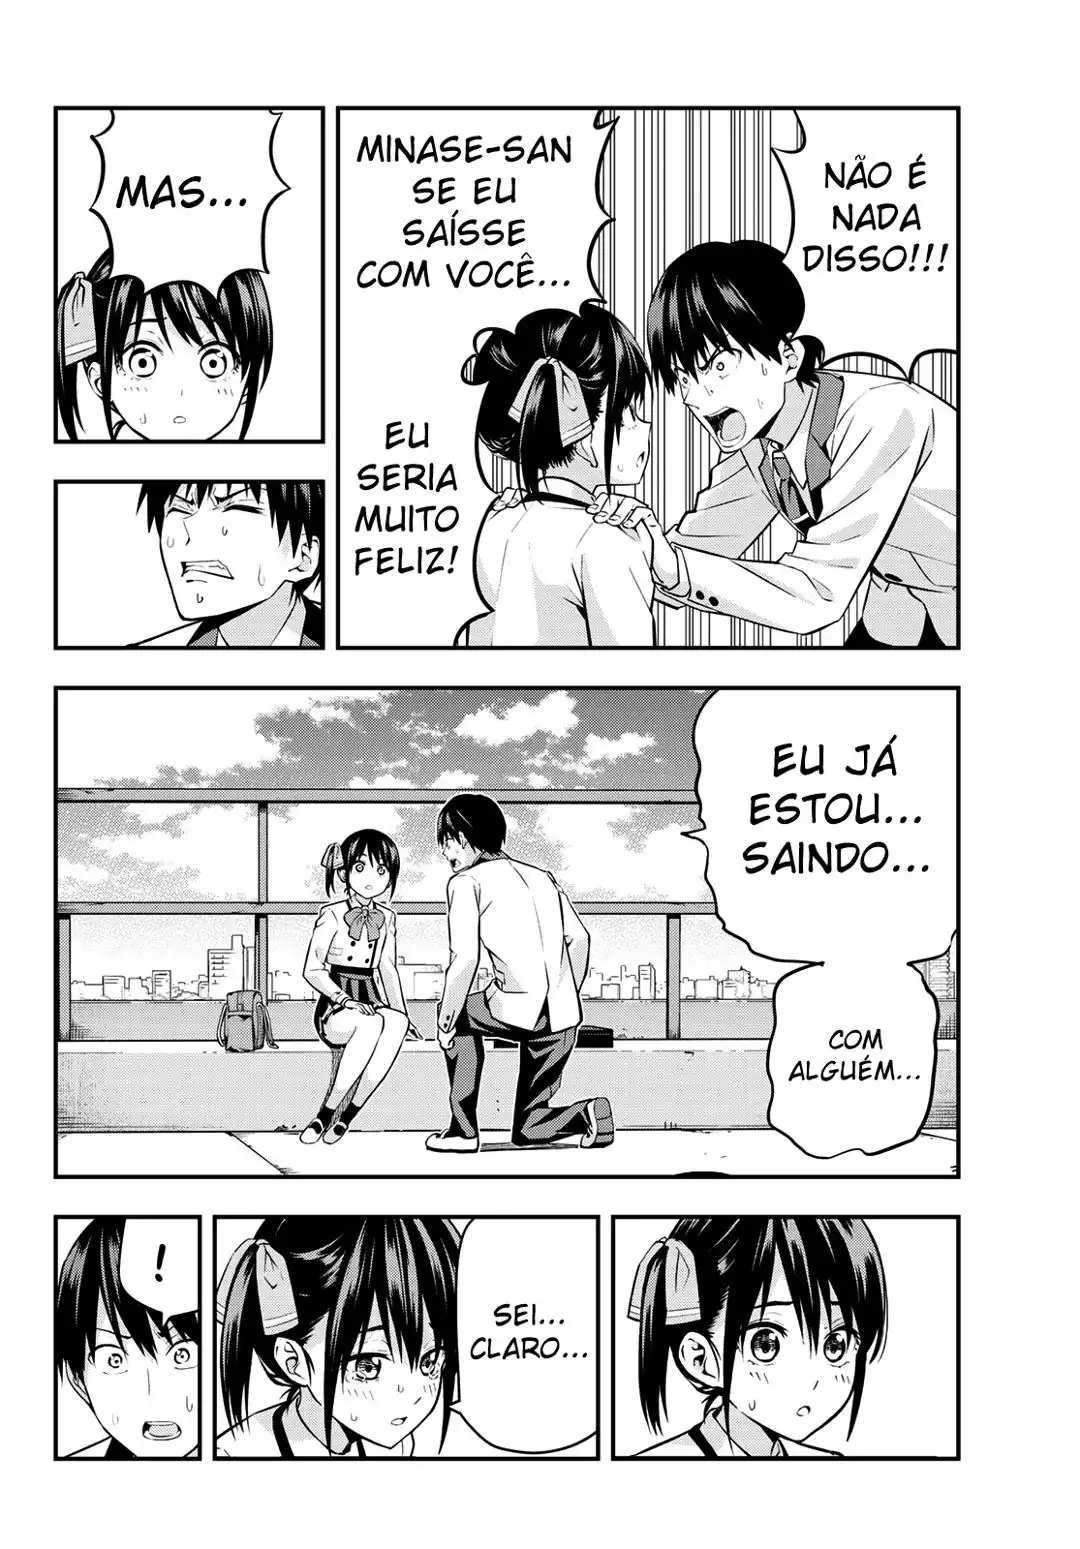 NÃO É
NADA
DISSO!!!
MINASE-SAN
SE EU
SAÍSSE
COM VOCÊ...
EU
SERIA
MUITO
FELIZ!
MAS...
EU JÁ
ESTOU...
SAINDO...
COM
ALGUÉM...
SEI...
CLARO...
!